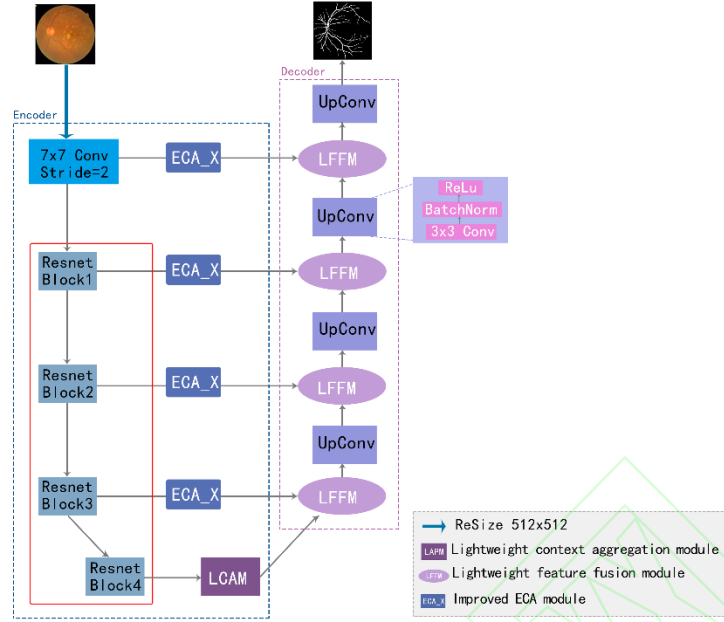 Decoder
UpConv
Encoder
7x7 Conv
Stride=2
ECA_X
LFFM
UpConv
ReLu
BatchNorm
3x3 Conv
Resnet
Block1
ECA_X
LFFM
UpConv
Resnet
Block2
ECA_X
LFFM
UpConv
Resnet
Block3
ECA_X
LFFM
Resnet
Block4
LCAM
ReSize 512x512
LAPM Lightweight context aggregation module
LFFM Lightweight feature fusion module
ECA_X Improved ECA module